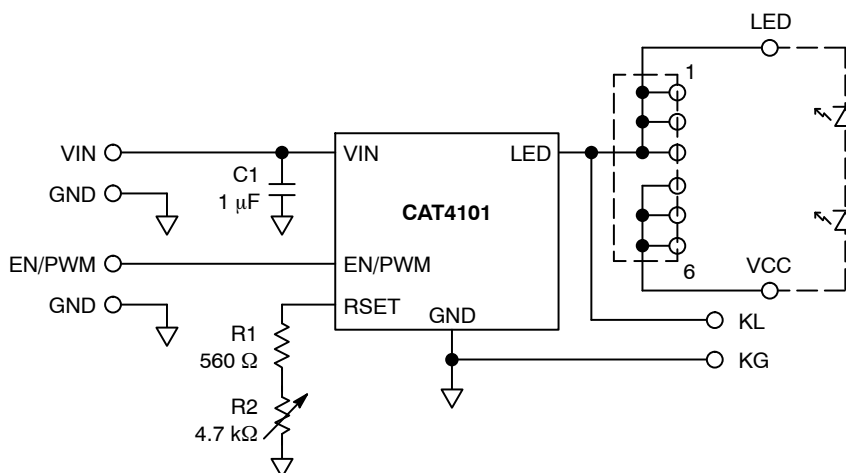 LED
1
VIN
VIN
LED
C1
1 μF
GND
CAT4101
EN/PWM
EN/PWM
6
VCC
GND
RSET
GND
KL
R1
560 Ω
KG
R2
4.7 kΩ